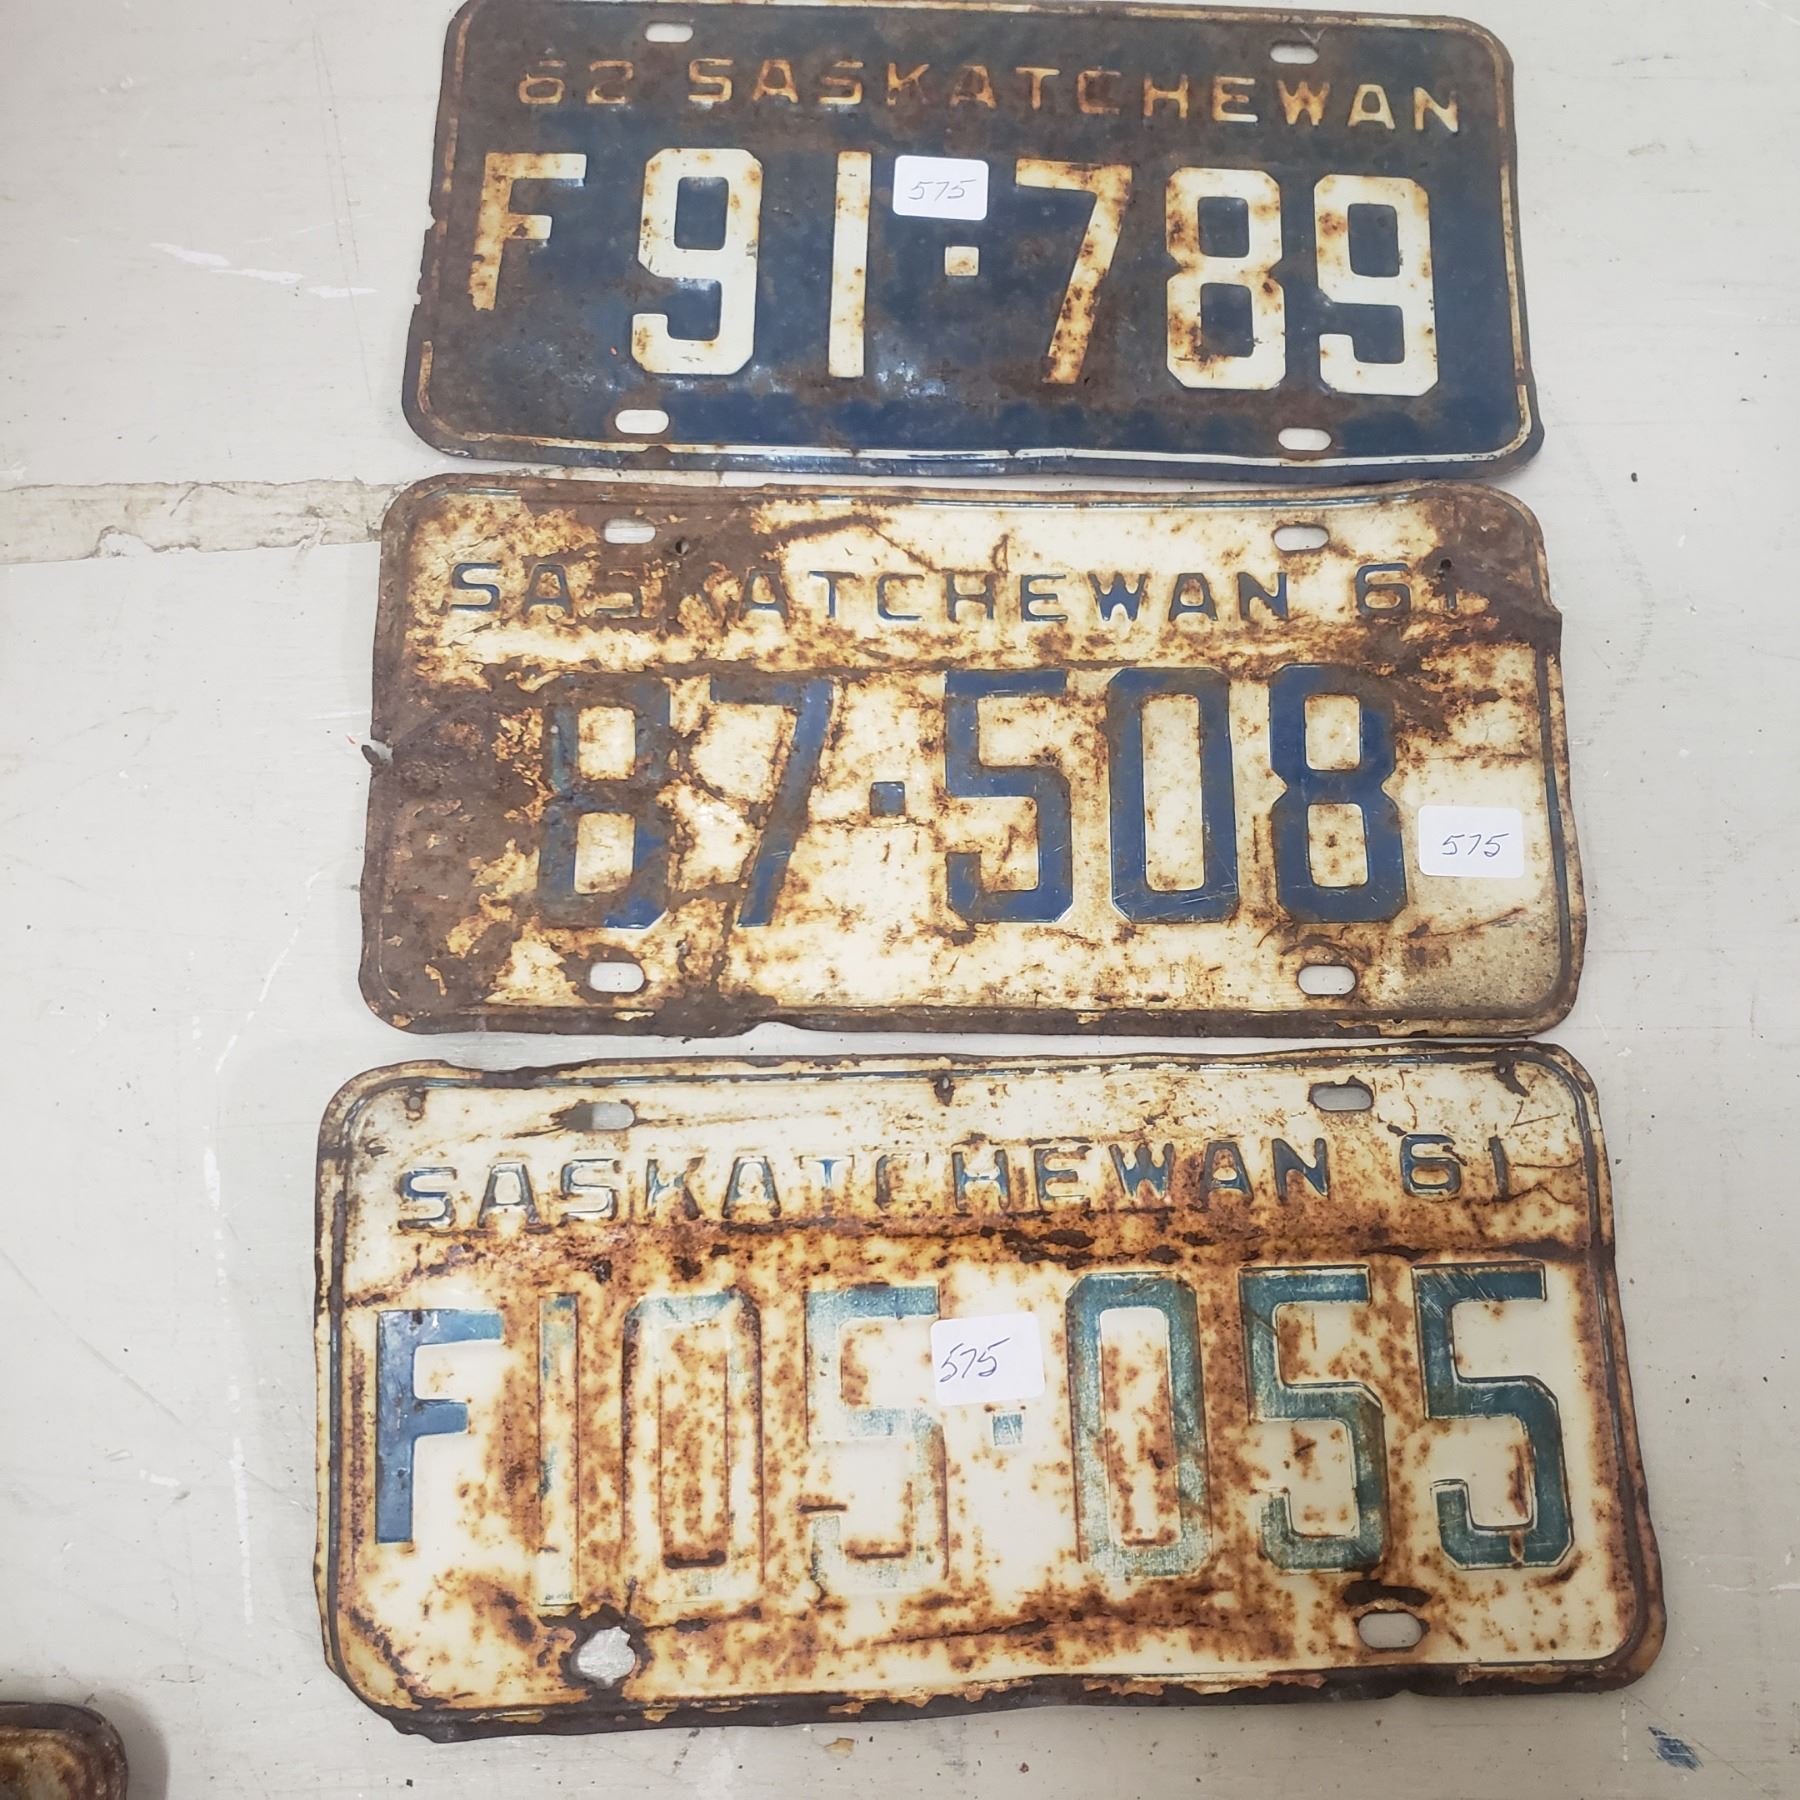 62 SASKATCHEWAN
F 91·789
575
SASKATCHEWAN 61
87·508
575
SASKATCHEWAN 61
F105·055
575